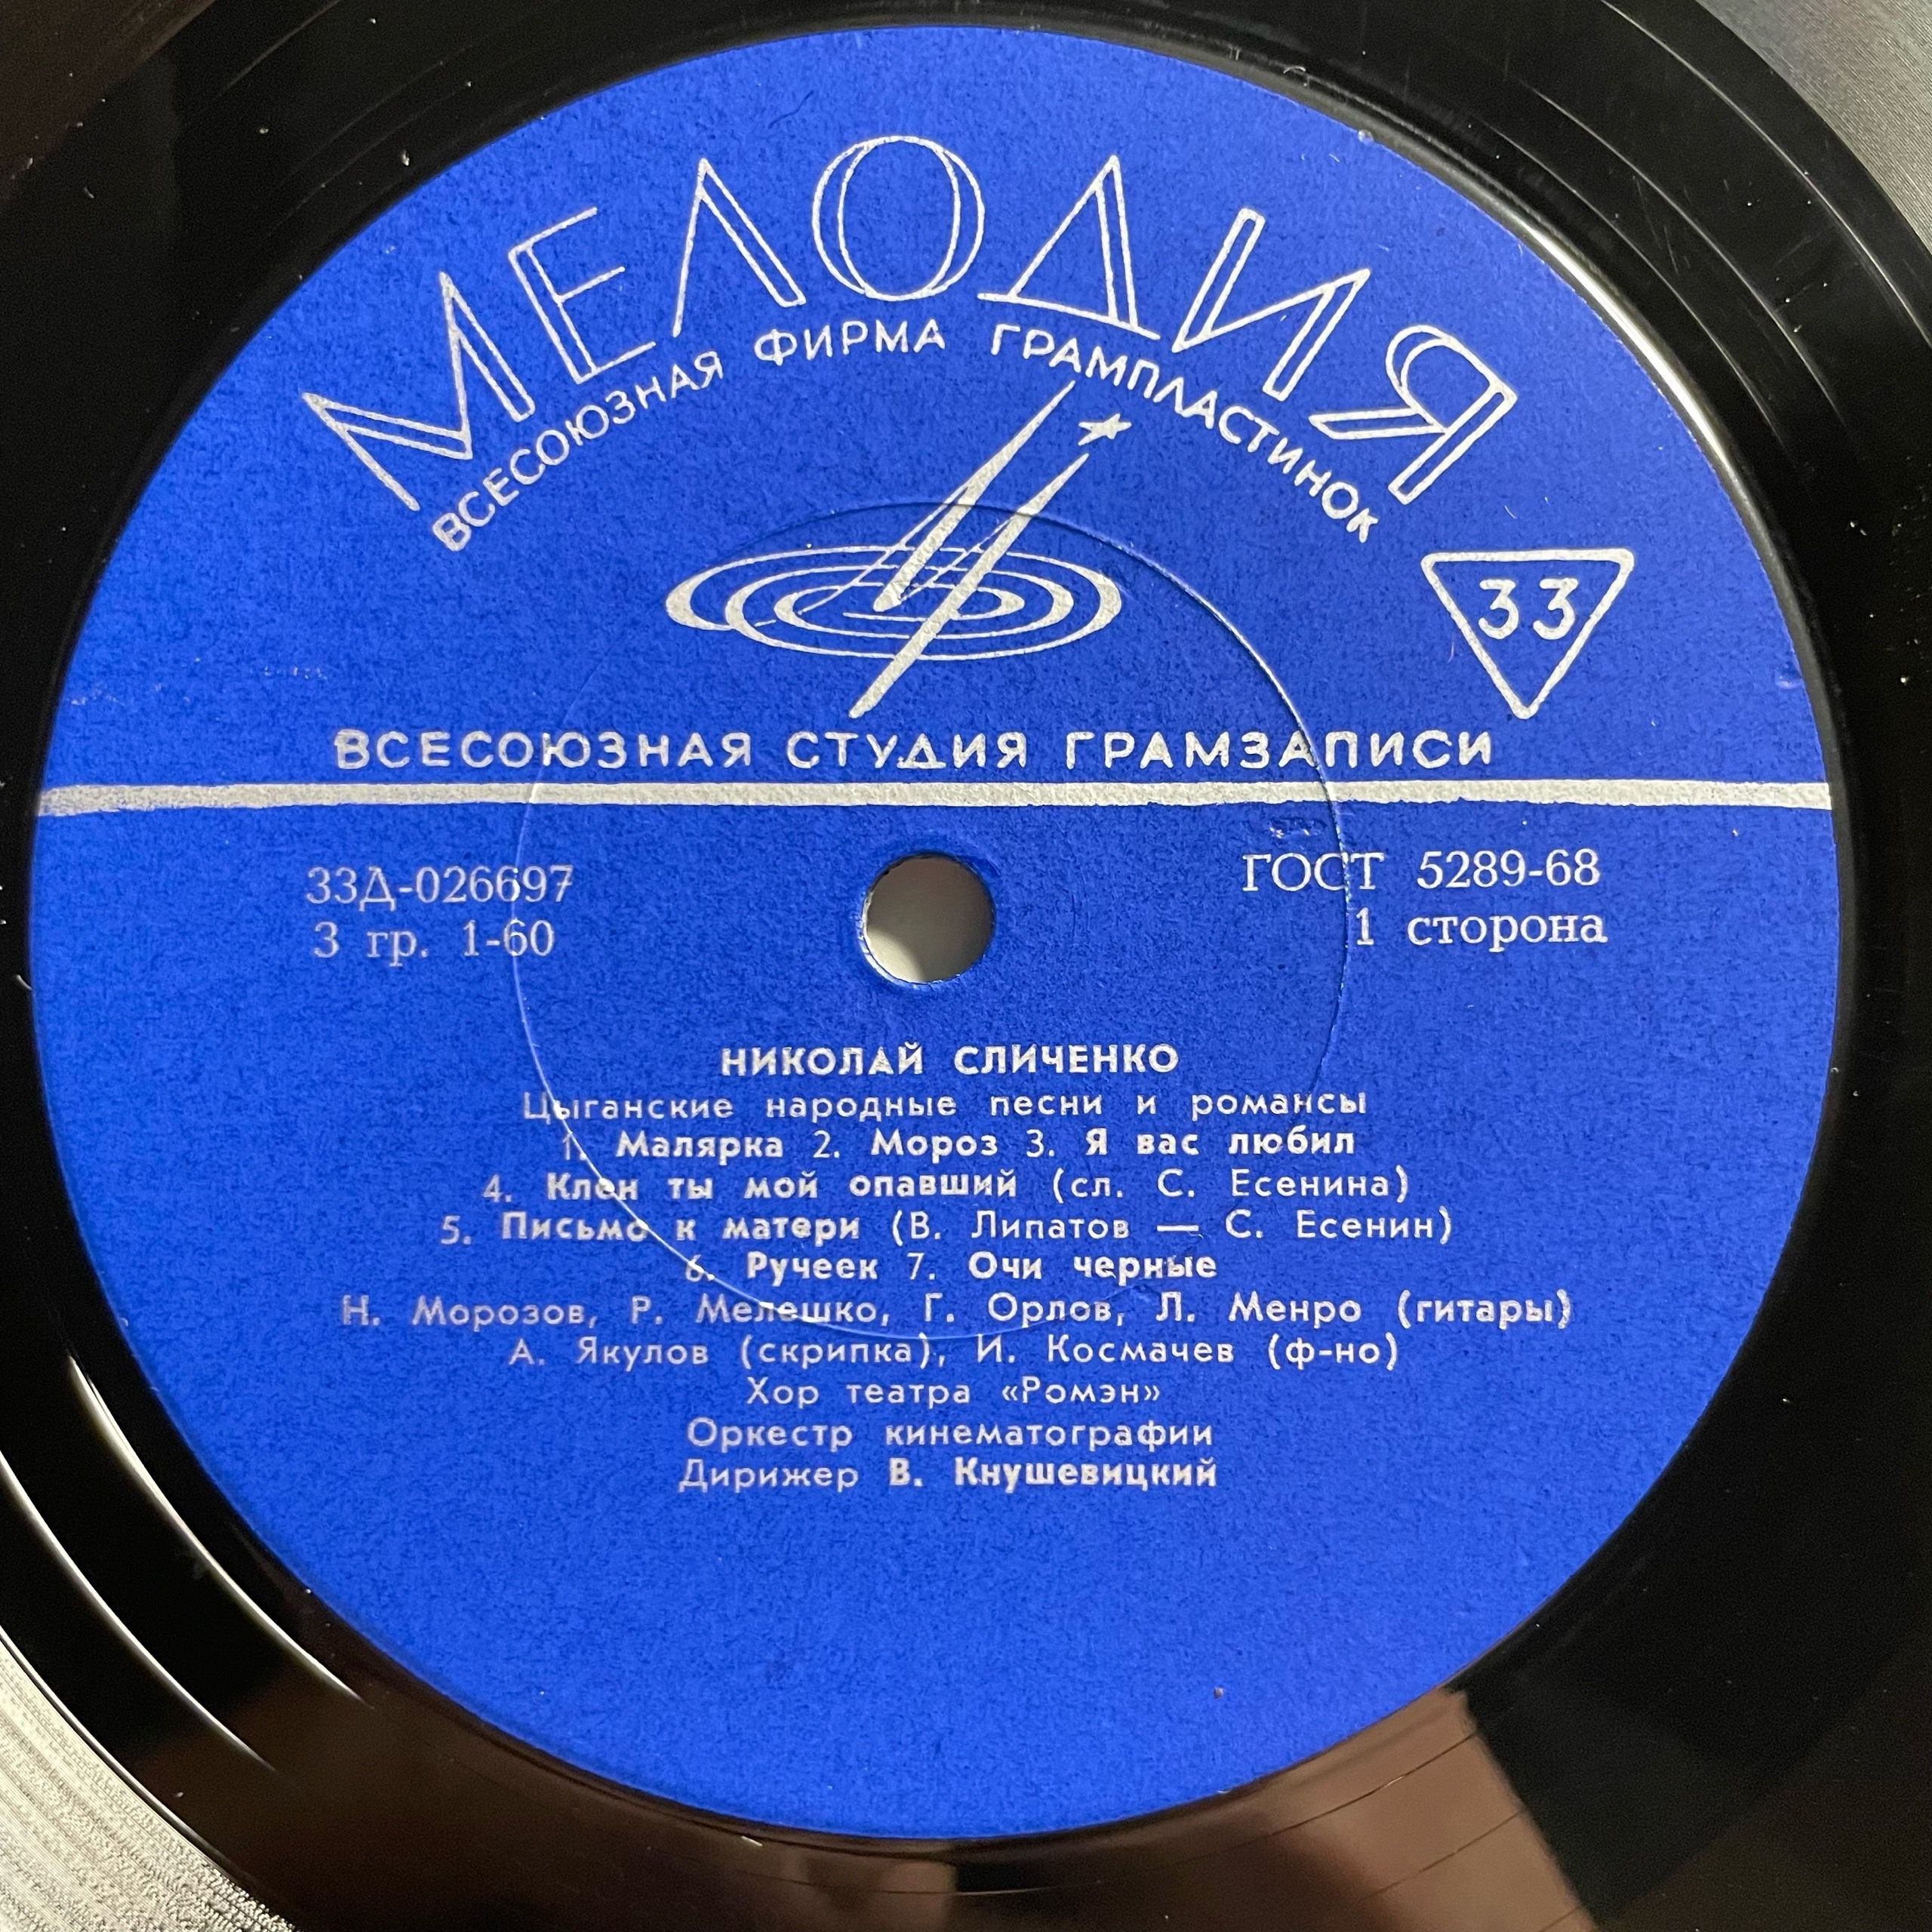 МЕЛОДИЯ
ВСЕСОЮЗНАЯ ФИРМА ГРАМПЛАСТИНОК
33
ВСЕСОЮЗНАЯ СТУДИЯ ГРАМЗАПИСИ
33Д-026697
ГОСТ 5289-68
3 гр. 1-60
1 сторона
НИКОЛАЙ СЛИЧЕНКО
Цыганские народные песни и романсы
1. Малярка 2. Мороз 3. Я вас любил
4. Клен ты мой опавший (сл. С. Есенина)
5. Письмо к матери (В. Липатов — С. Есенин)
6. Ручеек 7. Очи черные
Н. Морозов, Р. Мелешко, Г. Орлов, Л. Менро (гитары)
А. Якулов (скрипка), И. Космачев (ф-но)
Хор театра «Ромэн»
Оркестр кинематографии
Дирижер В. Кнушевицкий